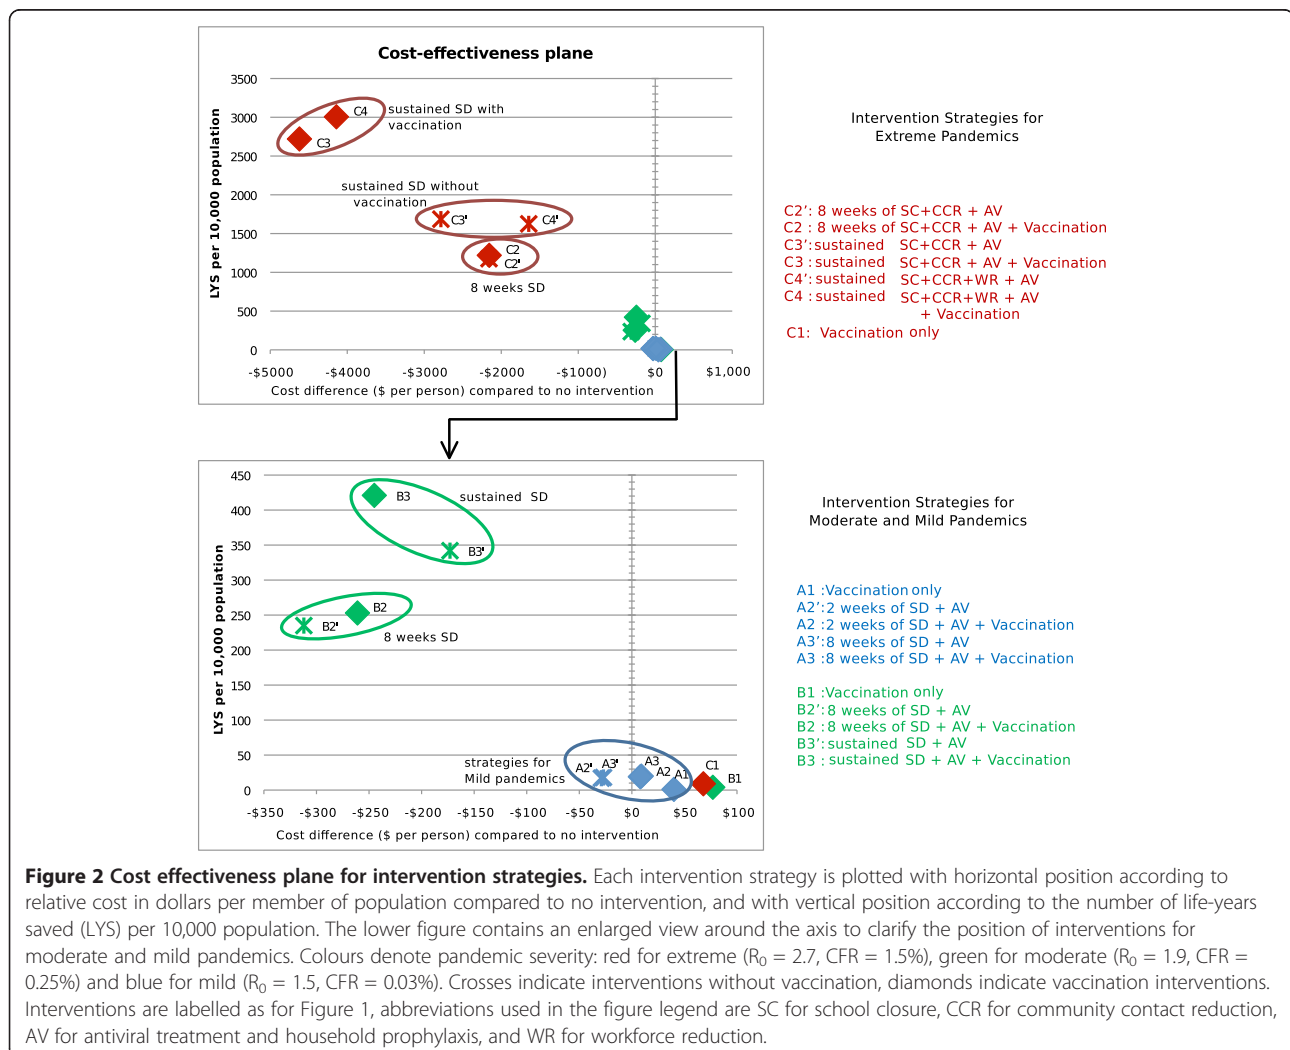 Cost-effectiveness plane
LYS per 10,000 population
3500
3000
2500
2000
1500
1000
500
0
C4
C3
sustained SD with
vaccination
sustained SD without
vaccination
C3'
C4'
C2
C2'
8 weeks SD
-$5000
-$4000
-$3000
-$2000
-$1000)
$0
$1,000
Cost difference ($ per person) compared to no intervention
Intervention Strategies for
Extreme Pandemics
C2’: 8 weeks of SC+CCR + AV
C2 : 8 weeks of SC+CCR + AV + Vaccination
C3’: sustained SC+CCR + AV
C3 : sustained SC+CCR + AV + Vaccination
C4’: sustained SC+CCR+WR + AV
C4 : sustained SC+CCR+WR + AV
+ Vaccination
C1: Vaccination only
LYS per 10,000 population
450
400
350
300
250
200
150
100
50
0
B3
sustained SD
B3'
B2
B2'
8 weeks SD
strategies for
Mild pandemics
A2'
A3'
A3
A2
A1
C1
B1
-$350
-$300
-$250
-$200
-$150
-$100
-$50
$0
$50
$100
Cost difference ($ per person) compared to no intervention
Intervention Strategies for
Moderate and Mild Pandemics
A1 :Vaccination only
A2’:2 weeks of SD + AV
A2 :2 weeks of SD + AV + Vaccination
A3’:8 weeks of SD + AV
A3 :8 weeks of SD + AV + Vaccination
B1 :Vaccination only
B2’:8 weeks of SD + AV
B2 :8 weeks of SD + AV + Vaccination
B3’:sustained SD + AV
B3 : sustained SD + AV + Vaccination
Figure 2 Cost effectiveness plane for intervention strategies. Each intervention strategy is plotted with horizontal position according to
relative cost in dollars per member of population compared to no intervention, and with vertical position according to the number of life-years
saved (LYS) per 10,000 population. The lower figure contains an enlarged view around the axis to clarify the position of interventions for
moderate and mild pandemics. Colours denote pandemic severity: red for extreme (R0 = 2.7, CFR = 1.5%), green for moderate (R0 = 1.9, CFR =
0.25%) and blue for mild (R0 = 1.5, CFR = 0.03%). Crosses indicate interventions without vaccination, diamonds indicate vaccination interventions.
Interventions are labelled as for Figure 1, abbreviations used in the figure legend are SC for school closure, CCR for community contact reduction,
AV for antiviral treatment and household prophylaxis, and WR for workforce reduction.